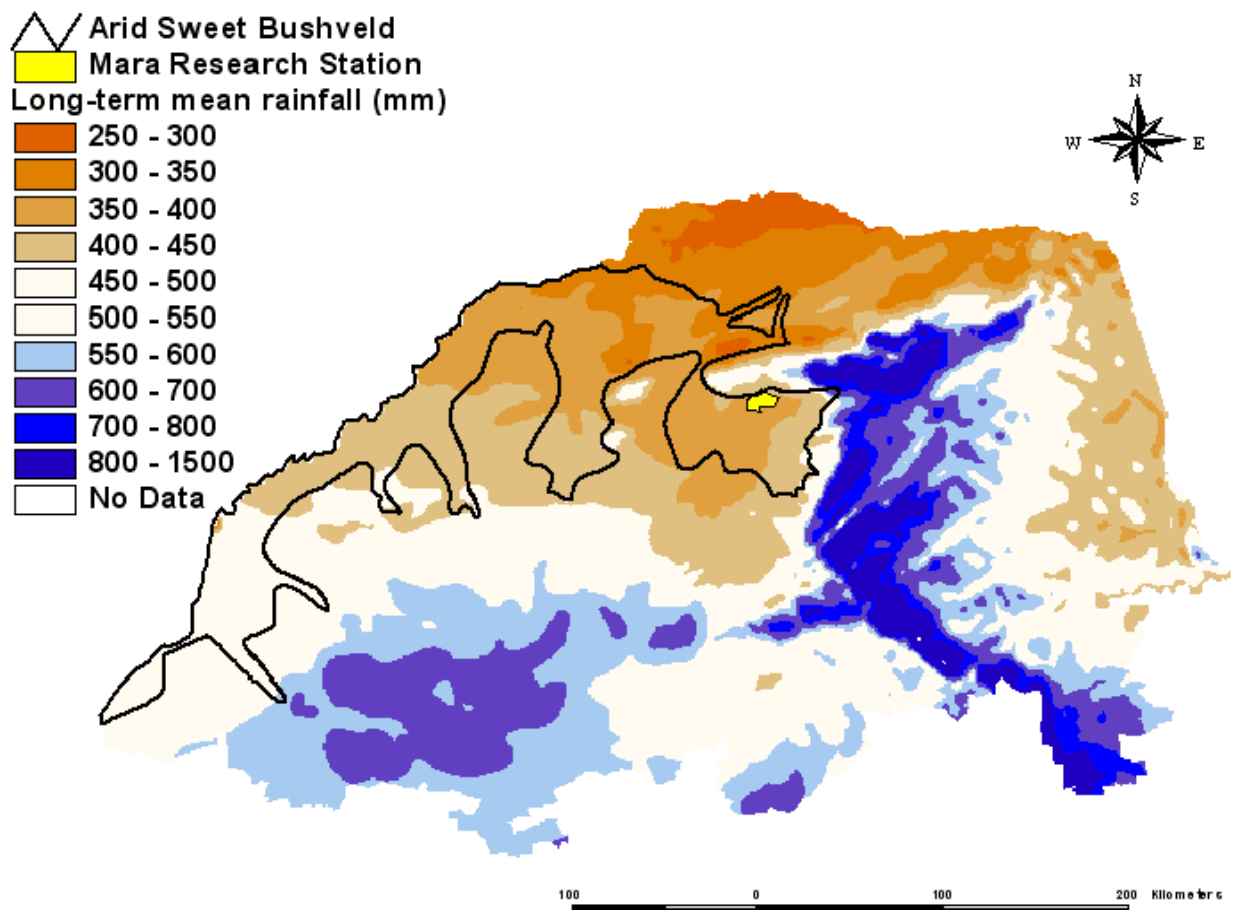 Arid Sweet Bushveld
Mara Research Station
Long-term mean rainfall (mm)
250 - 300
300 - 350
350 - 400
400 - 450
450 - 500
500 - 550
550 - 600
600 - 700
700 - 800
800 - 1500
No Data
N
W E
S
100 0 100 200 Kilometers